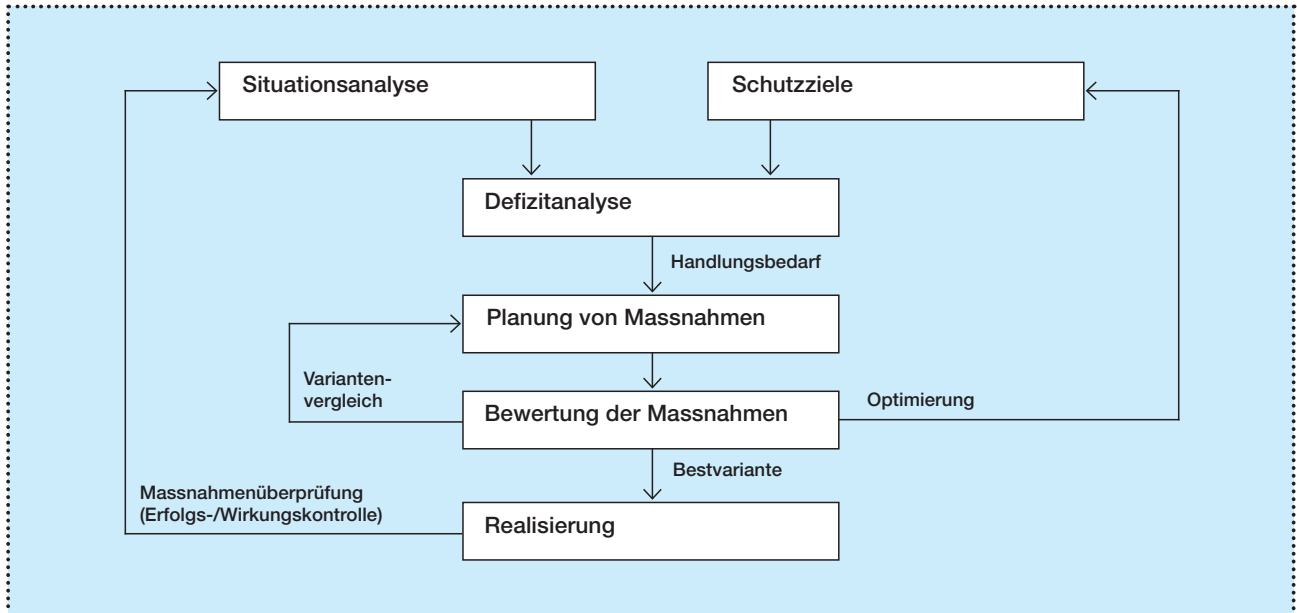 Situationsanalyse
Schutzziele
Defizitanalyse
Handlungsbedarf
Planung von Massnahmen
Varianten-
vergleich
Bewertung der Massnahmen
Optimierung
Bestvariante
Massnahmenüberprüfung
(Erfolgs-/Wirkungskontrolle)
Realisierung